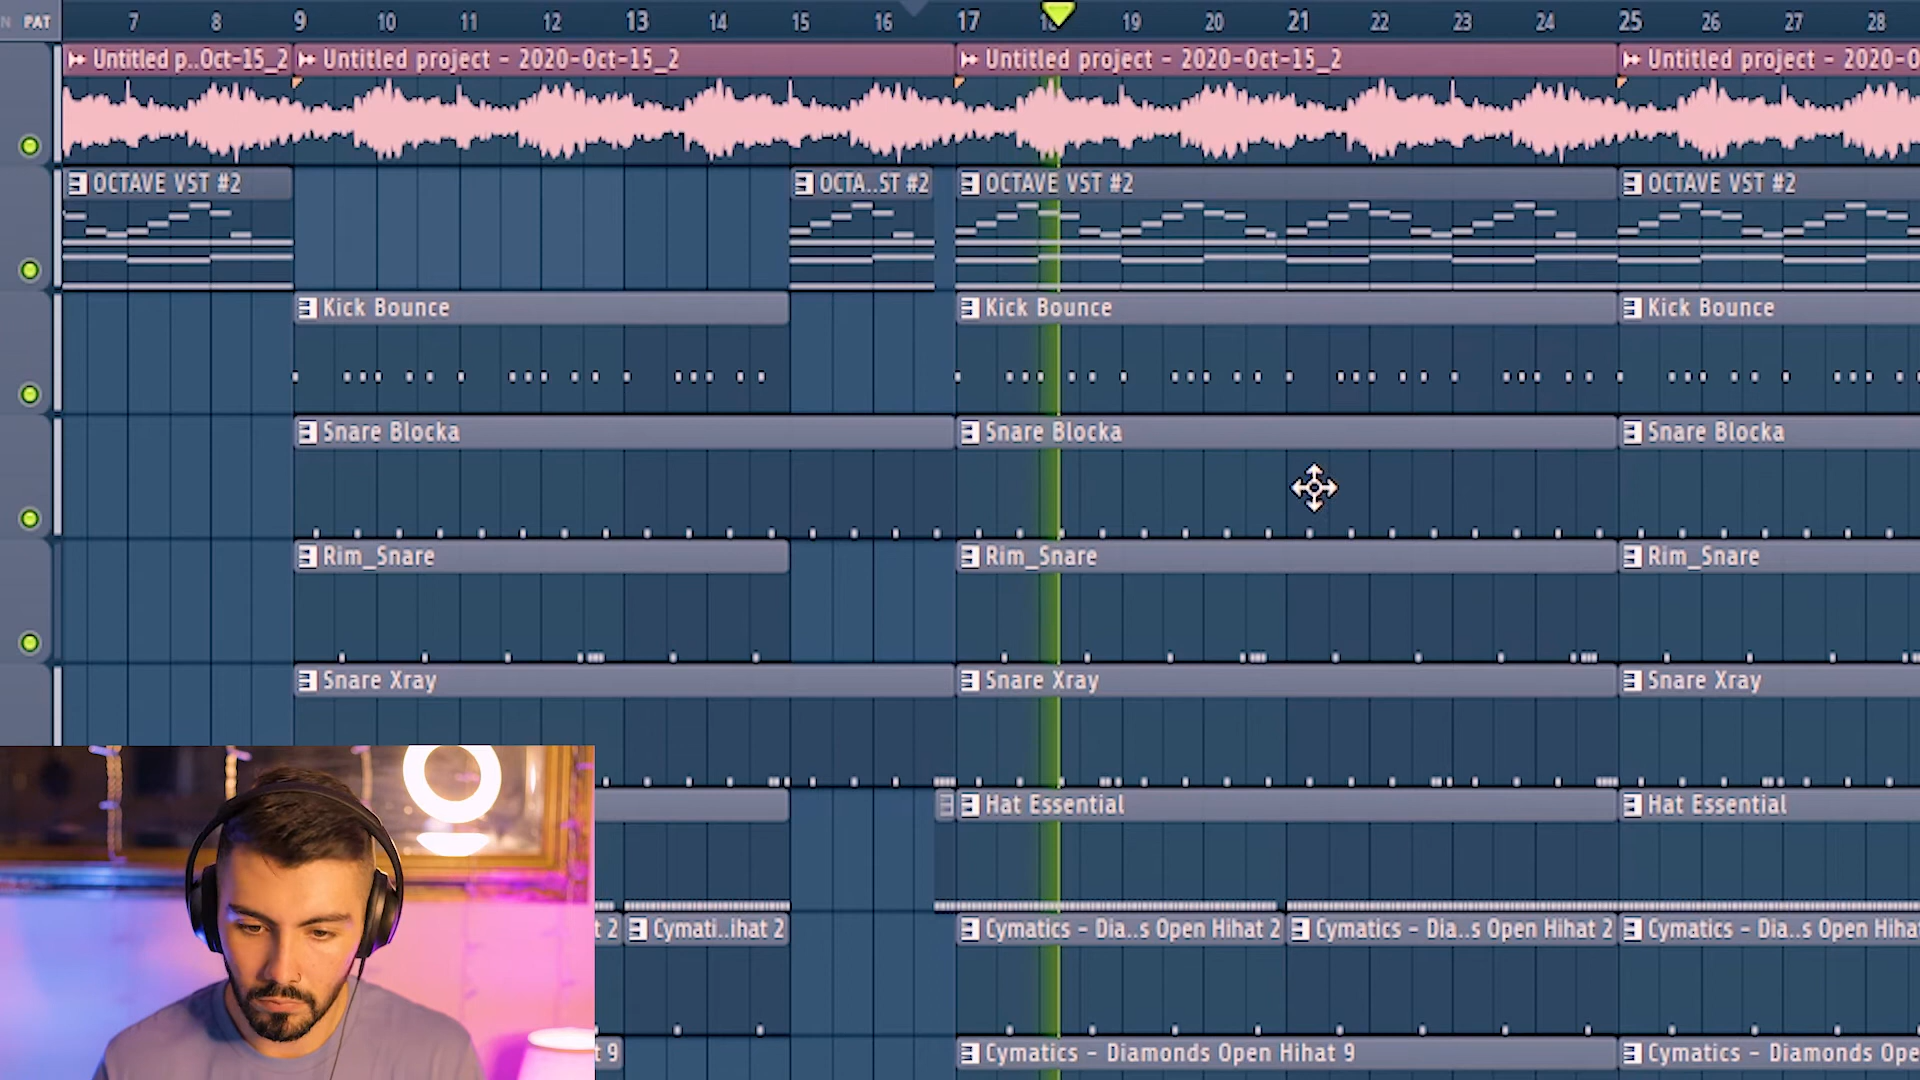 N PAT 7 8 9 10 11 12 13 14 15 16 17 18 19 20 21 22 23 24 25 26 27 28
Untitled p..Oct-15_2 Untitled project - 2020-Oct-15_2 Untitled project - 2020-Oct-15_2 Untitled project - 2020-O
OCTAVE VST #2 OCTA..ST #2 OCTAVE VST #2 OCTAVE VST #2
Kick Bounce Kick Bounce Kick Bounce
Snare Blocka Snare Blocka Snare Blocka
Rim_Snare Rim_Snare Rim_Snare
Snare Xray Snare Xray Snare Xray
Hat Essential Hat Essential
t 2 Cymati..ihat 2 Cymatics - Dia..s Open Hihat 2 Cymatics - Dia..s Open Hihat 2 Cymatics - Dia..s Open Hihat
t 9 Cymatics - Diamonds Open Hihat 9 Cymatics - Diamonds Ope